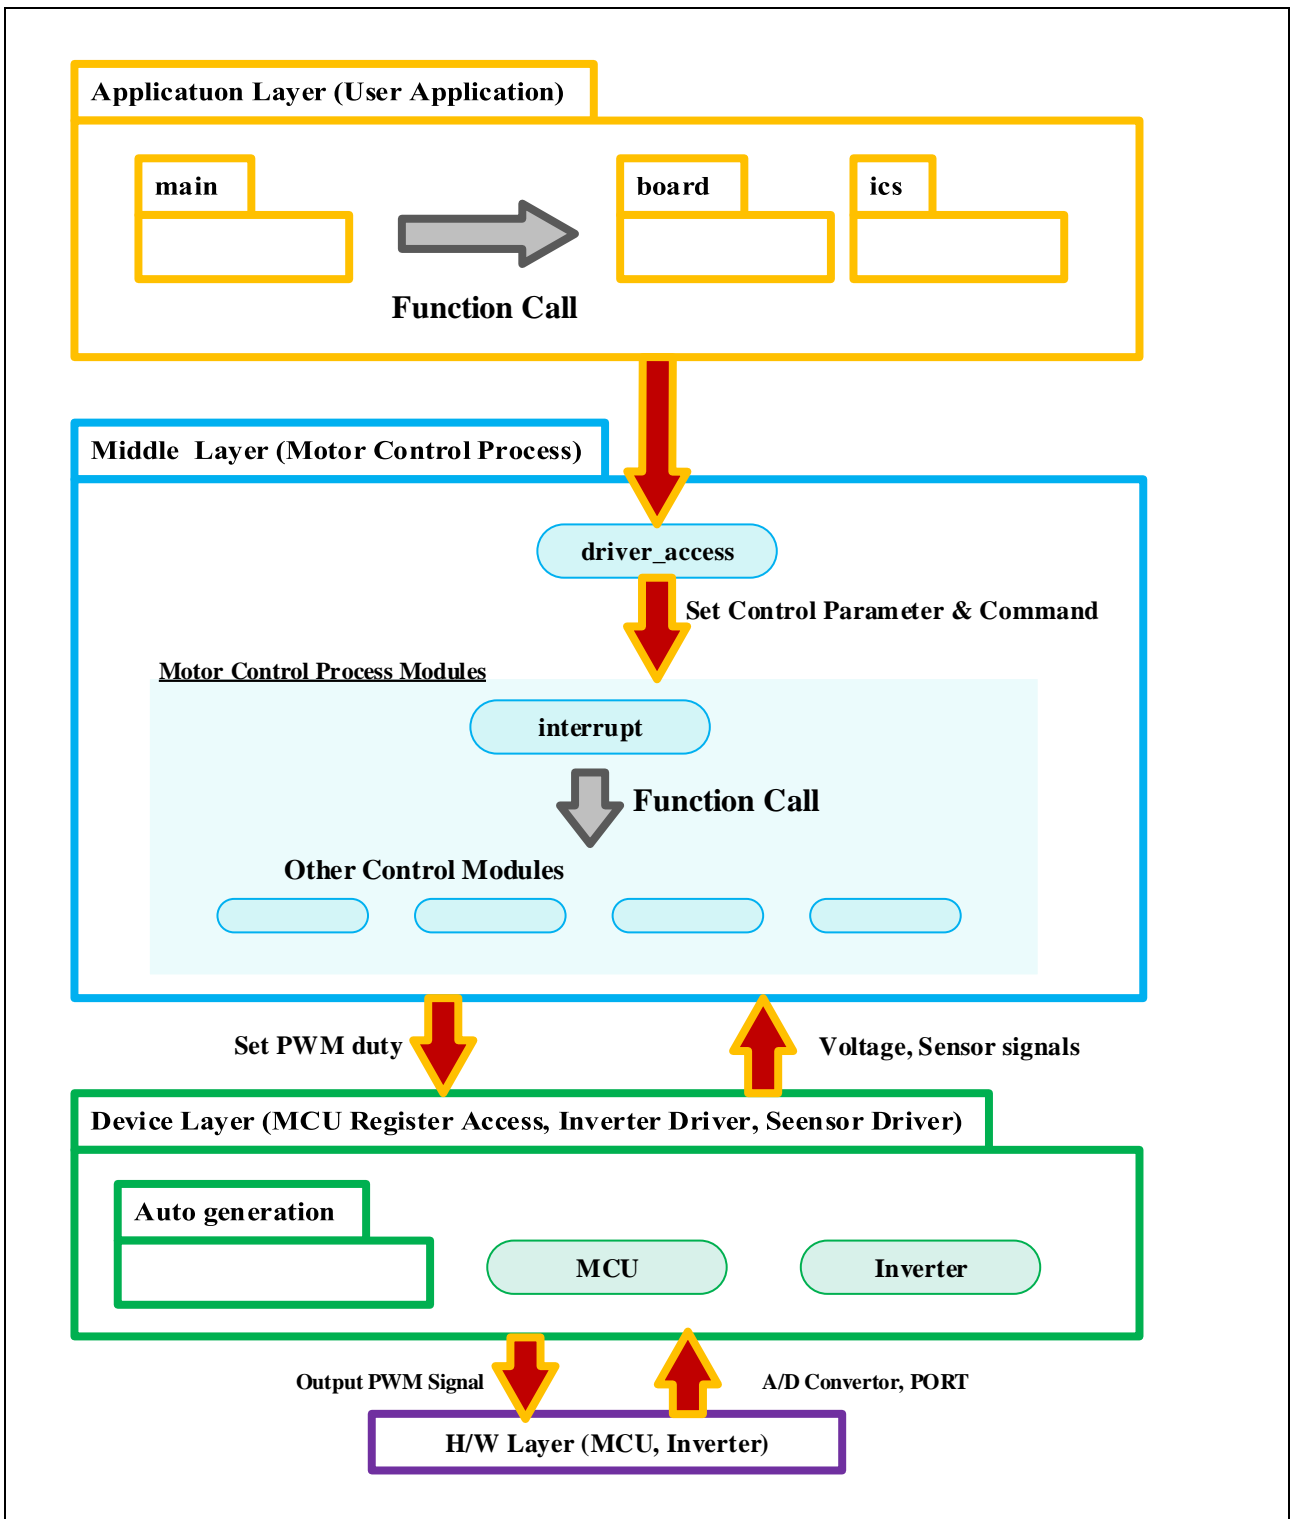 Applicatuon Layer (User Application)
main
board
ics
Function Call
Middle  Layer (Motor Control Process)
driver_access
Set Control Parameter & Command
Motor Control Process Modules
interrupt
Function Call
Other Control Modules
Set PWM duty
Voltage, Sensor signals
Device Layer (MCU Register Access, Inverter Driver, Seensor Driver)
Auto generation
MCU
Inverter
Output PWM Signal
A/D Convertor, PORT
H/W Layer (MCU, Inverter)